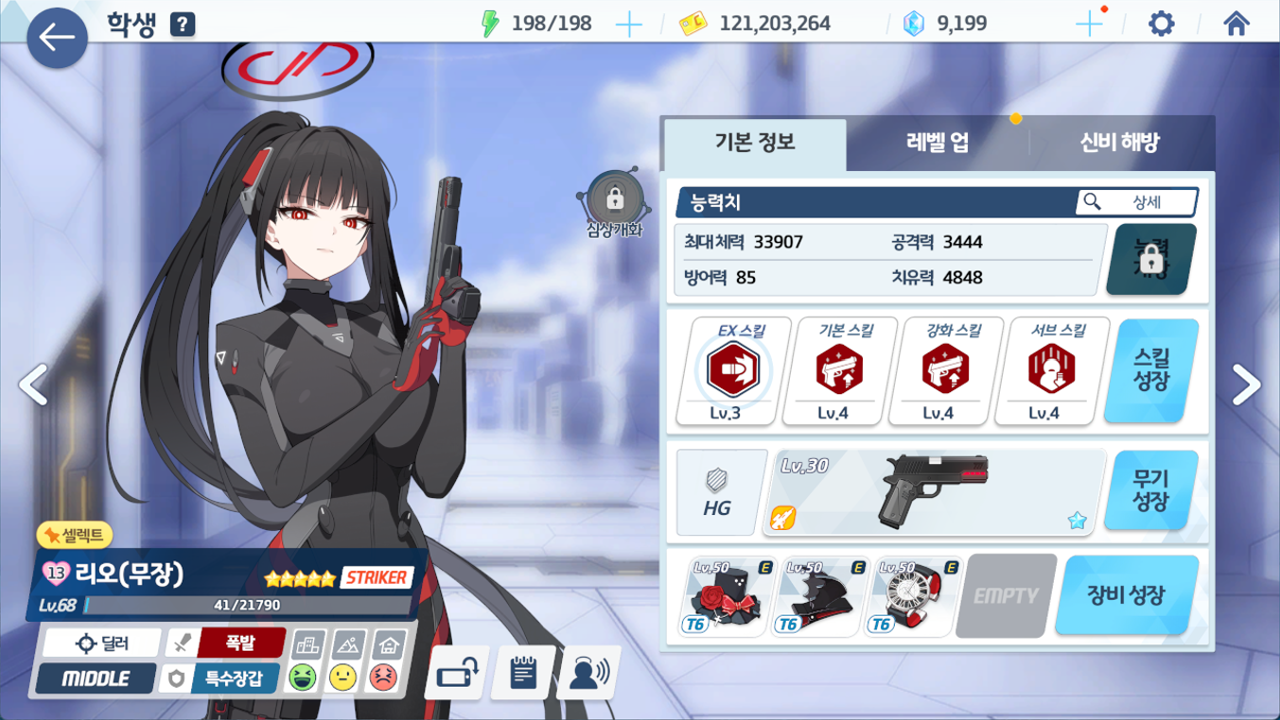 학생 ?
198/198
121,203,264
9,199
기본 정보
레벨 업
신비 해방
심상개화
능력치
상세
최대 체력 33907
공격력 3444
방어력 85
치유력 4848
EX 스킬
기본 스킬
강화 스킬
서브 스킬
Lv.3
Lv.4
Lv.4
Lv.4
스킬
성장
HG
Lv.30
무기
성장
Lv.50 E
Lv.50 E
Lv.50 E
T6
T6
T6
EMPTY
장비 성장
셀렉트
13 리오(무장)
STRIKER
Lv.68
41/21790
딜러
폭발
MIDDLE
특수장갑